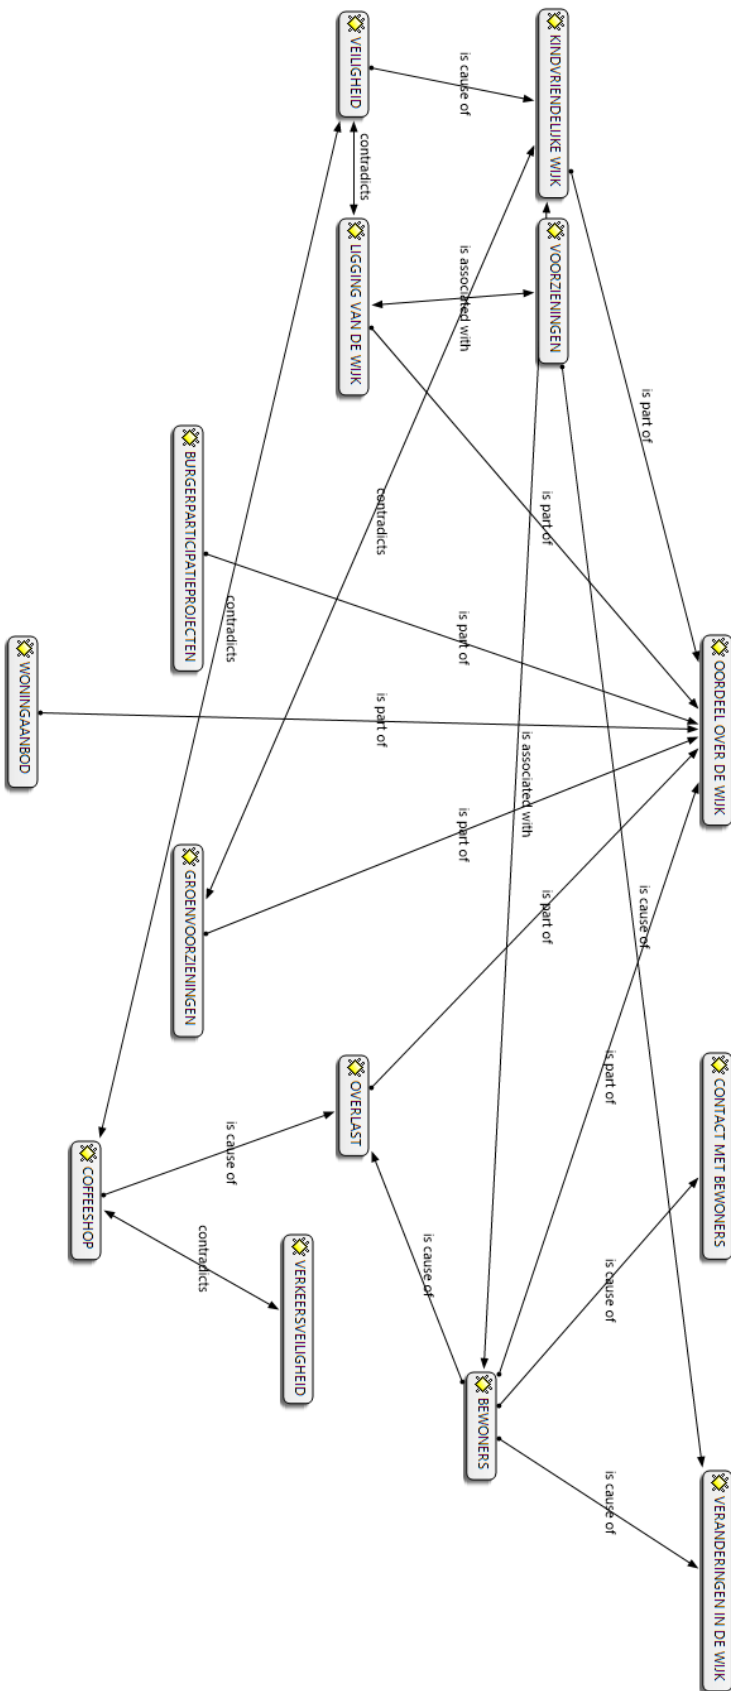 OORDEEL OVER DE WIJK
CONTACT MET BEWONERS
VERANDERINGEN IN DE WIJK
is part of
is cause of
is part of
is cause of
is cause of
KINDVRIENDELIJKE WIJK
VOORZIENINGEN
is part of
is part of
is associated with
BEWONERS
is cause of
is associated with
is part of
is part of
is cause of
contradicts
is part of
VEILIGHEID
contradicts
LIGGING VAN DE WIJK
OVERLAST
VERKEERSVEILIGHEID
contradicts
is cause of
contradicts
BURGERPARTICIPATIEPROJECTEN
GROENVOORZIENINGEN
COFFEESHOP
WONINGAANBOD